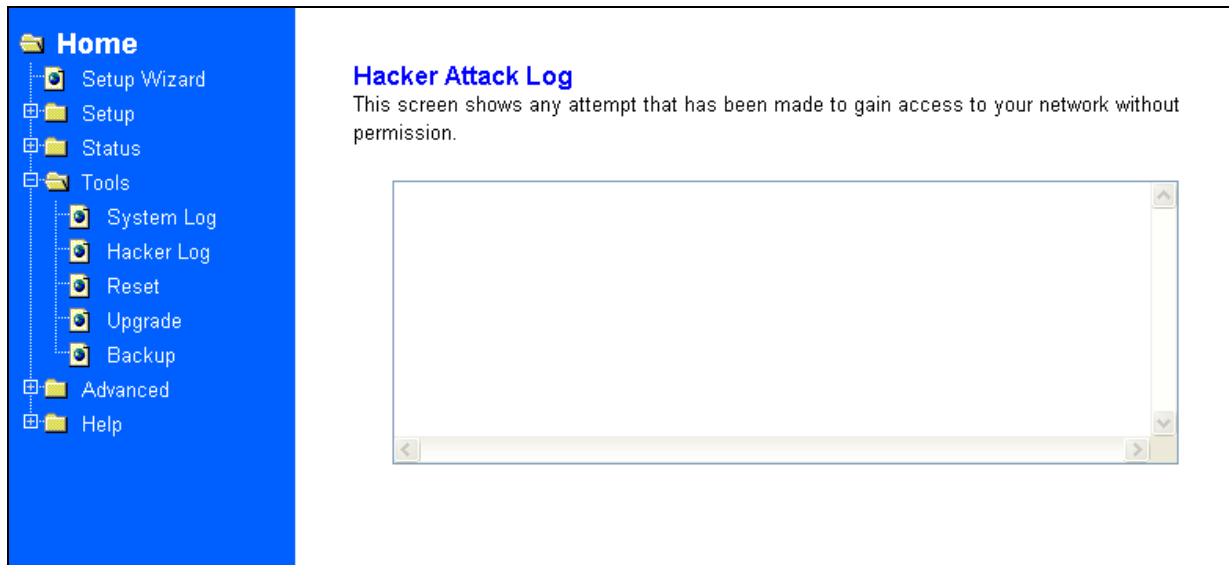 Home
Setup Wizard
Setup
Status
Tools
System Log
Hacker Log
Reset
Upgrade
Backup
Advanced
Help
Hacker Attack Log
This screen shows any attempt that has been made to gain access to your network without
permission.